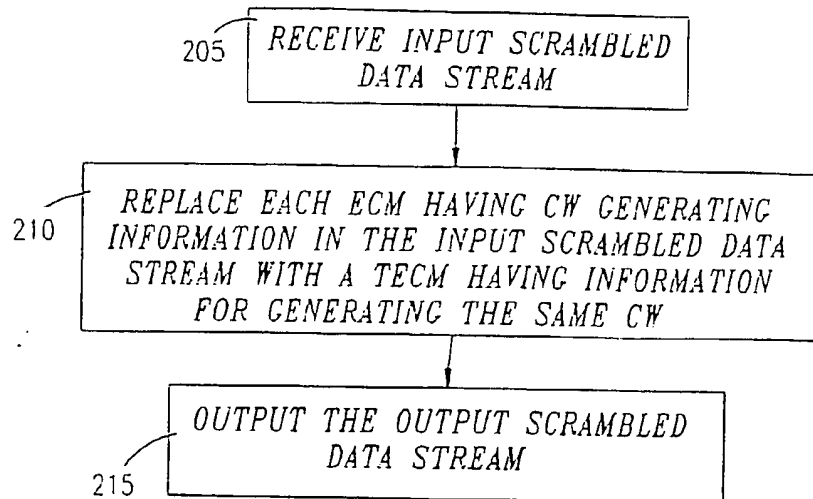 205
RECEIVE INPUT SCRAMBLED
DATA STREAM
210
REPLACE EACH ECM HAVING CW GENERATING
INFORMATION IN THE INPUT SCRAMBLED DATA
STREAM WITH A TECM HAVING INFORMATION
FOR GENERATING THE SAME CW
OUTPUT THE OUTPUT SCRAMBLED
DATA STREAM
215